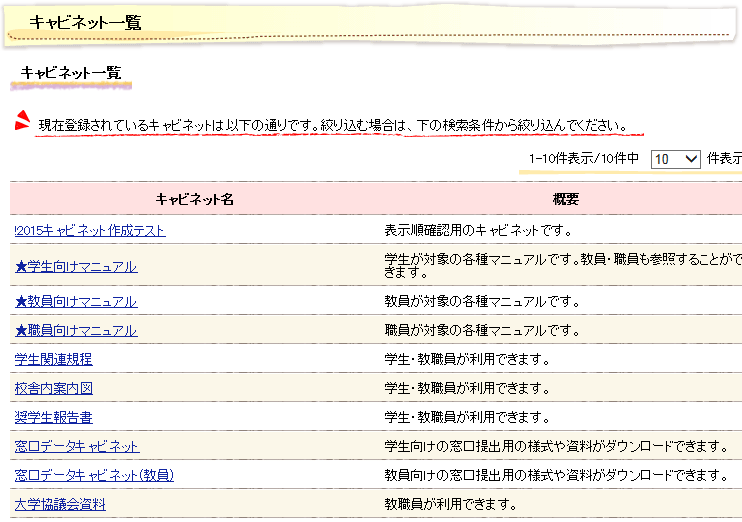 キャビネット一覧
キャビネット一覧
現在登録されているキャビネットは以下の通りです。絞り込む場合は、下の検索条件から絞り込んでください。
1-10件表示/10件中 10 件表示
キャビネット名 概要
!2015キャビネット作成テスト 表示順確認用のキャビネットです。
★学生向けマニュアル 学生が対象の各種マニュアルです。教員・職員も参照することがで
きます。
★教員向けマニュアル 教員が対象の各種マニュアルです。
★職員向けマニュアル 職員が対象の各種マニュアルです。
学生関連規程 学生・教職員が利用できます。
校舎内案内図 学生・教職員が利用できます。
奨学生報告書 学生・教職員が利用できます。
窓口データキャビネット 学生向けの窓口提出用の様式や資料がダウンロードできます。
窓口データキャビネット(教員) 教員向けの窓口提出用の様式や資料がダウンロードできます。
大学協議会資料 教職員が利用できます。